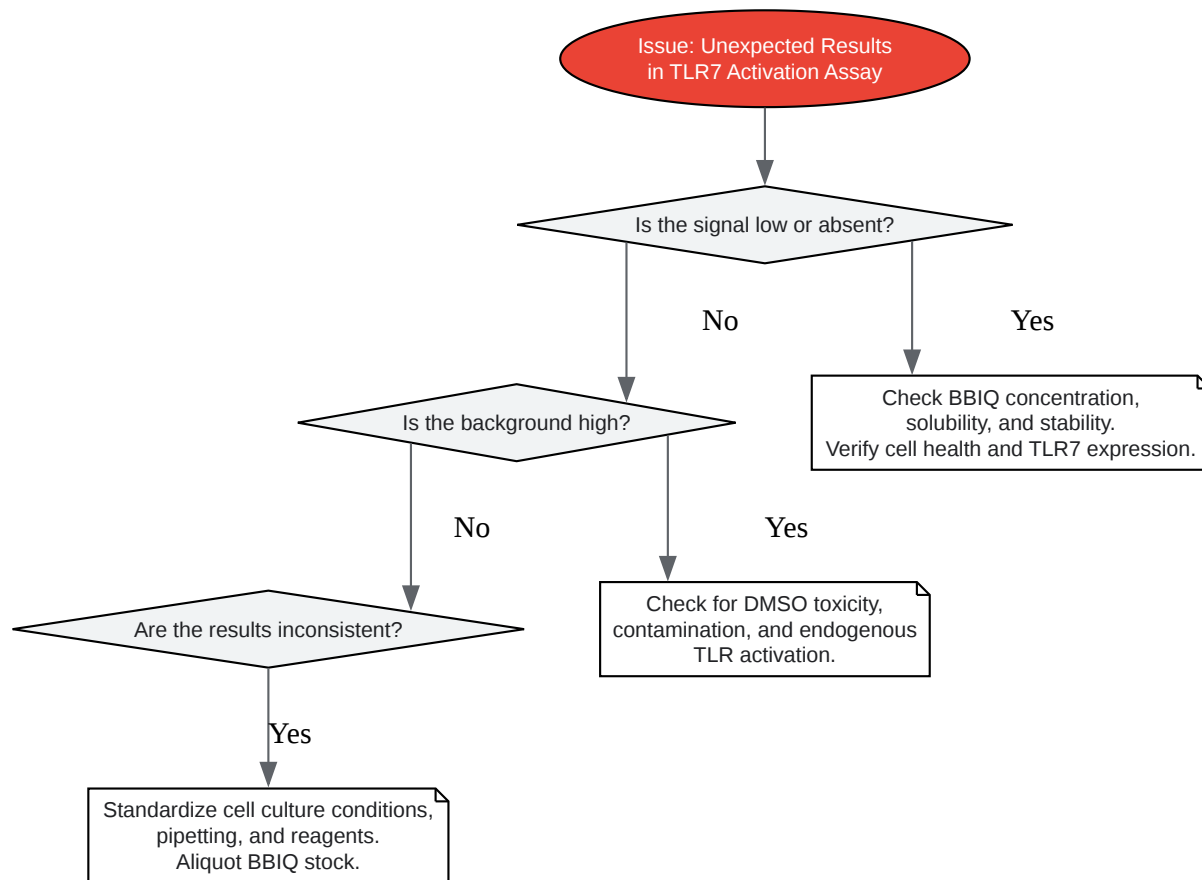 Issue: Unexpected Results
in TLR7 Activation Assay
Is the signal low or absent?
No
Yes
Check BBIQ concentration,
solubility, and stability.
Verify cell health and TLR7 expression.
Is the background high?
No
Yes
Check for DMSO toxicity,
contamination, and endogenous
TLR activation.
Are the results inconsistent?
Yes
Standardize cell culture conditions,
pipetting, and reagents.
Aliquot BBIQ stock.